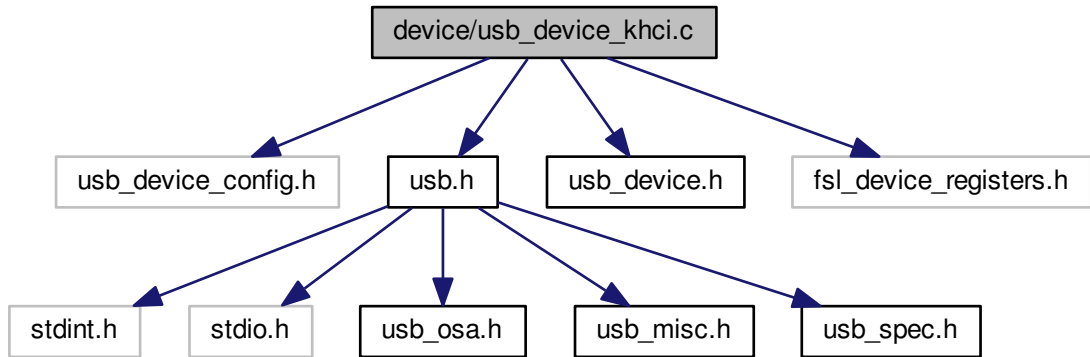 device/usb_device_khci.c
usb_device_config.h
usb.h
usb_device.h
fsl_device_registers.h
stdint.h
stdio.h
usb_osa.h
usb_misc.h
usb_spec.h